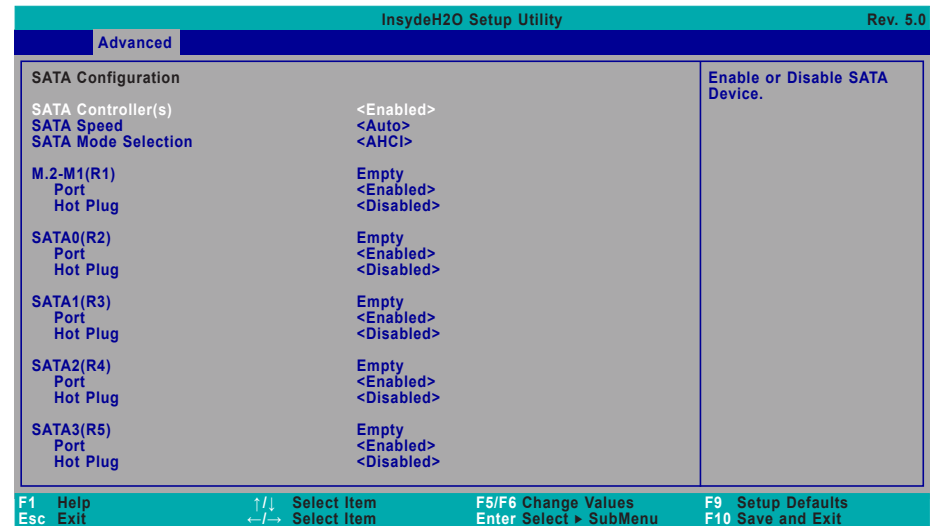 InsydeH2O Setup Utility Rev. 5.0
Advanced
SATA Configuration
Enable or Disable SATA
Device.
SATA Controller(s) <Enabled>
SATA Speed <Auto>
SATA Mode Selection <AHCI>
M.2-M1(R1) Empty
Port <Enabled>
Hot Plug <Disabled>
SATA0(R2) Empty
Port <Enabled>
Hot Plug <Disabled>
SATA1(R3) Empty
Port <Enabled>
Hot Plug <Disabled>
SATA2(R4) Empty
Port <Enabled>
Hot Plug <Disabled>
SATA3(R5) Empty
Port <Enabled>
Hot Plug <Disabled>
F1 Help ↑/↓ Select Item F5/F6 Change Values F9 Setup Defaults
Esc Exit ←/→ Select Item Enter Select ▶ SubMenu F10 Save and Exit